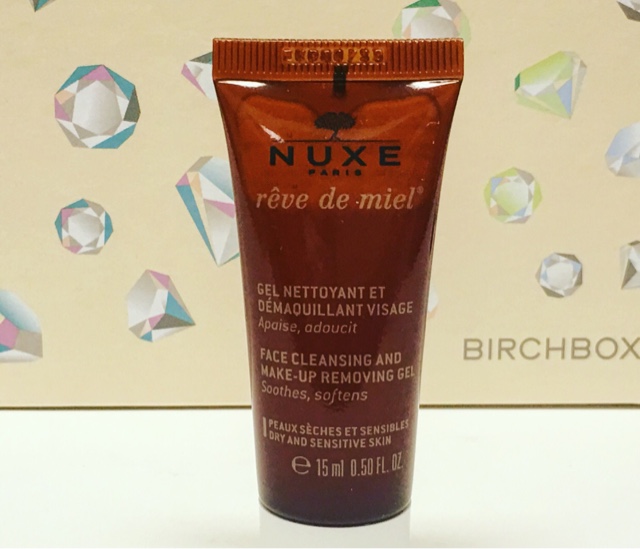 NUXE
PARIS
rêve de miel®
GEL NETTOYANT ET
DÉMAQUILLANT VISAGE
Apaise, adoucit
FACE CLEANSING AND
MAKE-UP REMOVING GEL
Soothes, softens
PEAUX SÈCHES ET SENSIBLES
DRY AND SENSITIVE SKIN
℮ 15 ml 0.50 FL. OZ.
BIRCHBOX